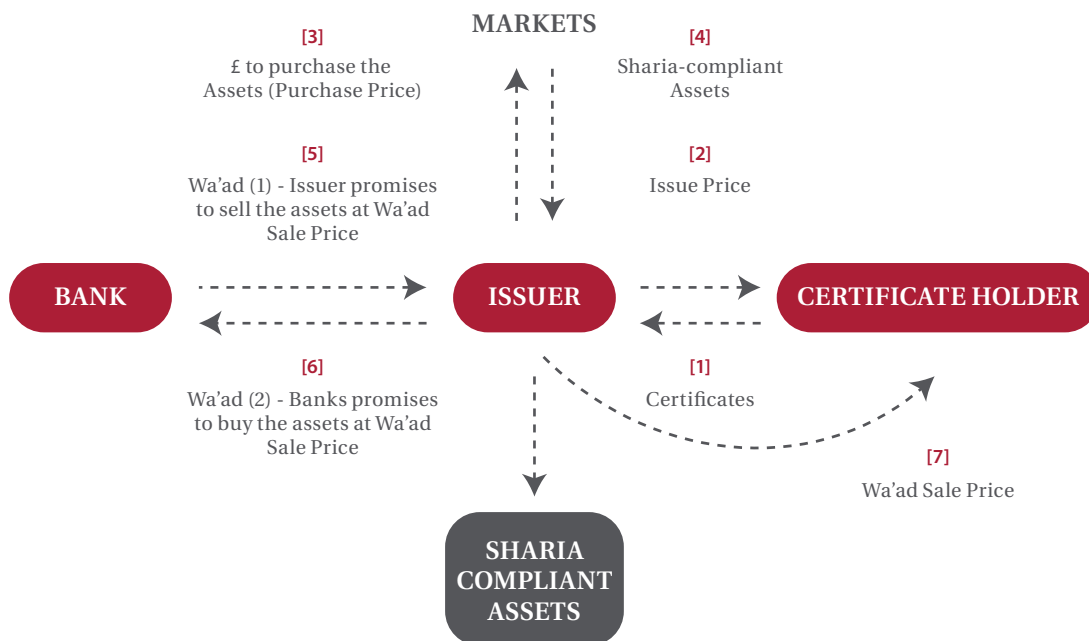 MARKETS
[3]
£ to purchase the
Assets (Purchase Price)
[4]
Sharia-compliant
Assets
[5]
Wa’ad (1) - Issuer promises
to sell the assets at Wa’ad
Sale Price
[2]
Issue Price
BANK
ISSUER
CERTIFICATE HOLDER
[6]
Wa’ad (2) - Banks promises
to buy the assets at Wa’ad
Sale Price
[1]
Certificates
[7]
Wa’ad Sale Price
SHARIA
COMPLIANT
ASSETS